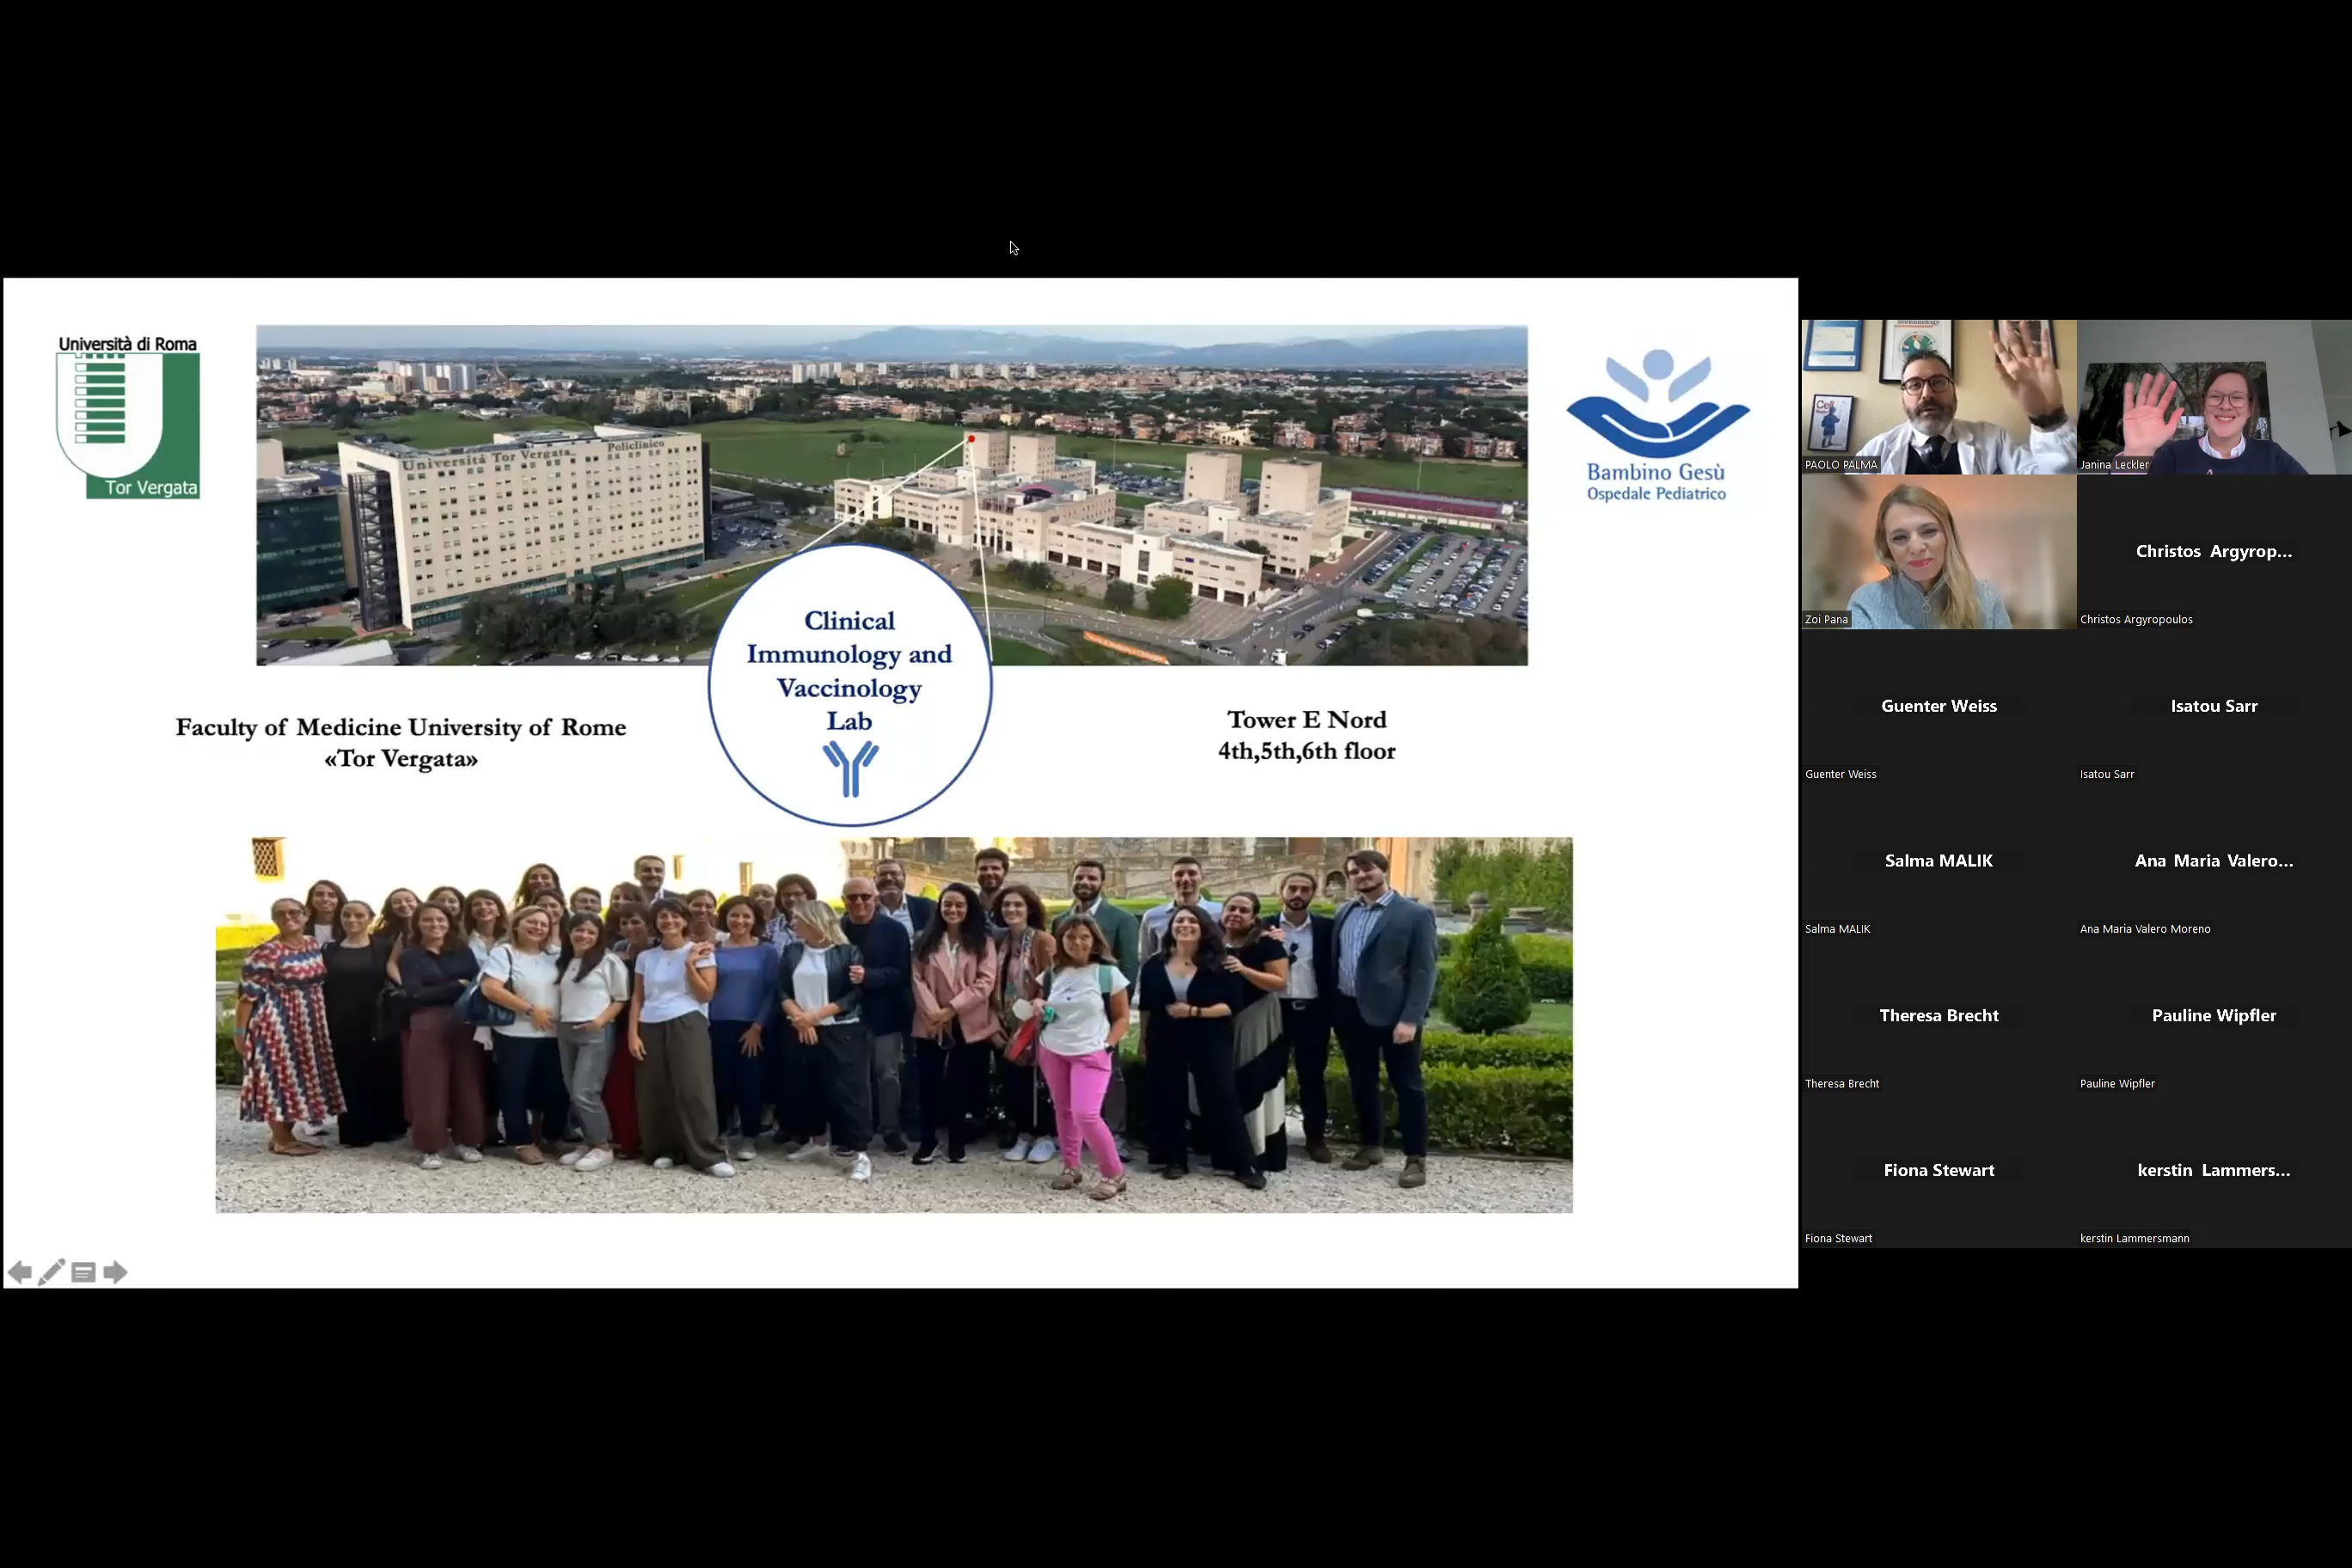 Università di Roma
Tor Vergata
Università Tor Vergata
Policlinico
Bambino Gesù
Ospedale Pediatrico
Clinical
Immunology and
Vaccinology
Lab
Faculty of Medicine University of Rome
«Tor Vergata»
Tower E Nord
4th,5th,6th floor
Cell
PAOLO PALMA
Janina Leckler
Zoi Pana
Christos Argyrop...
Christos Argyropoulos
Guenter Weiss
Guenter Weiss
Isatou Sarr
Isatou Sarr
Salma MALIK
Salma MALIK
Ana Maria Valero...
Ana Maria Valero Moreno
Theresa Brecht
Theresa Brecht
Pauline Wipfler
Pauline Wipfler
Fiona Stewart
Fiona Stewart
kerstin Lammers...
kerstin Lammersmann